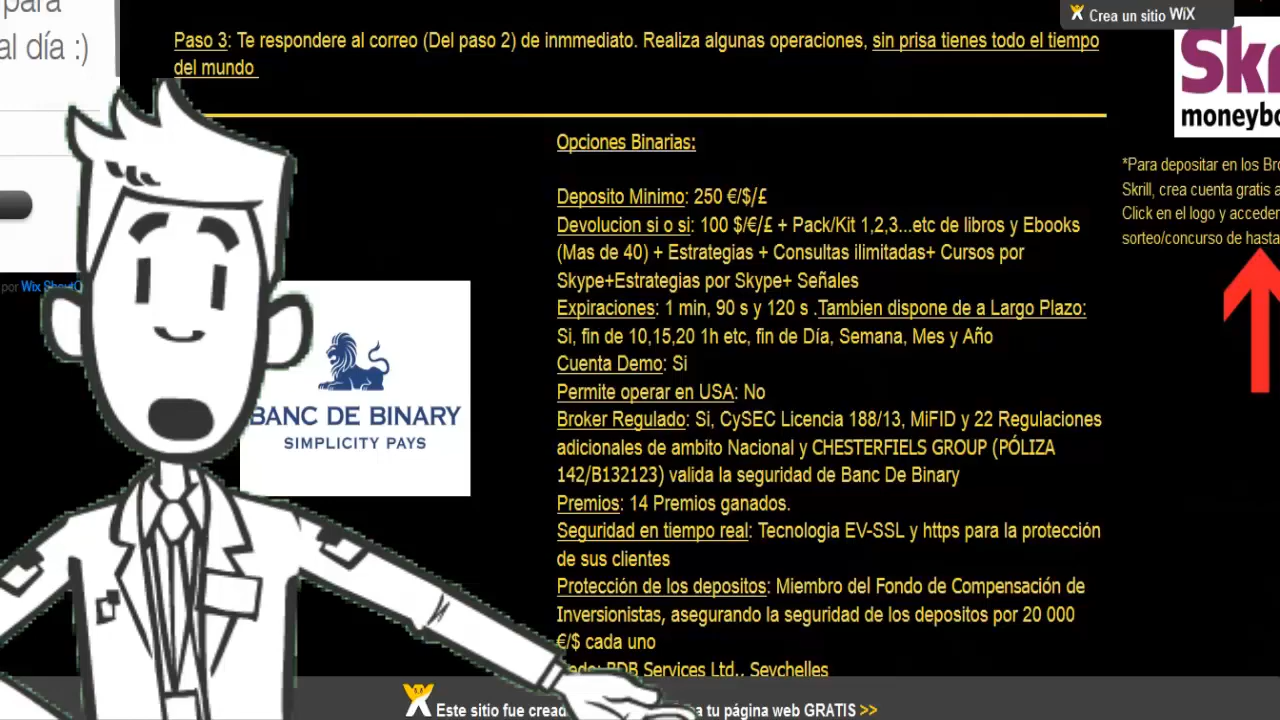 para
al día :)
Crea un sitio WiX
Paso 3: Te respondere al correo (Del paso 2) de inmmediato. Realiza algunas operaciones, sin prisa tienes todo el tiempo
del mundo
moneybo
*Para depositar en los Bro
Skrill, crea cuenta gratis a
Click en el logo y acceder
sorteo/concurso de hasta
Opciones Binarias:
Deposito Minimo: 250 €/$/£
Devolucion si o si: 100 $/€/£ + Pack/Kit 1,2,3...etc de libros y Ebooks
(Mas de 40) + Estrategias + Consultas ilimitadas+ Cursos por
Skype+Estrategias por Skype+ Señales
Expiraciones: 1 min, 90 s y 120 s .Tambien dispone de a Largo Plazo:
Si, fin de 10,15,20 1h etc, fin de Día, Semana, Mes y Año
Cuenta Demo: Si
Permite operar en USA: No
Broker Regulado: Si, CySEC Licencia 188/13, MiFID y 22 Regulaciones
adicionales de ambito Nacional y CHESTERFIELS GROUP (PÓLIZA
142/B132123) valida la seguridad de Banc De Binary
Premios: 14 Premios ganados.
Seguridad en tiempo real: Tecnologia EV-SSL y https para la protección
de sus clientes
Protección de los depositos: Miembro del Fondo de Compensación de
Inversionistas, asegurando la seguridad de los depositos por 20 000
€/$ cada uno
BDB Services Ltd., Seychelles
por Wix
BANC DE BINARY
SIMPLICITY PAYS
Este sitio fue cread
a tu página web GRATIS >>